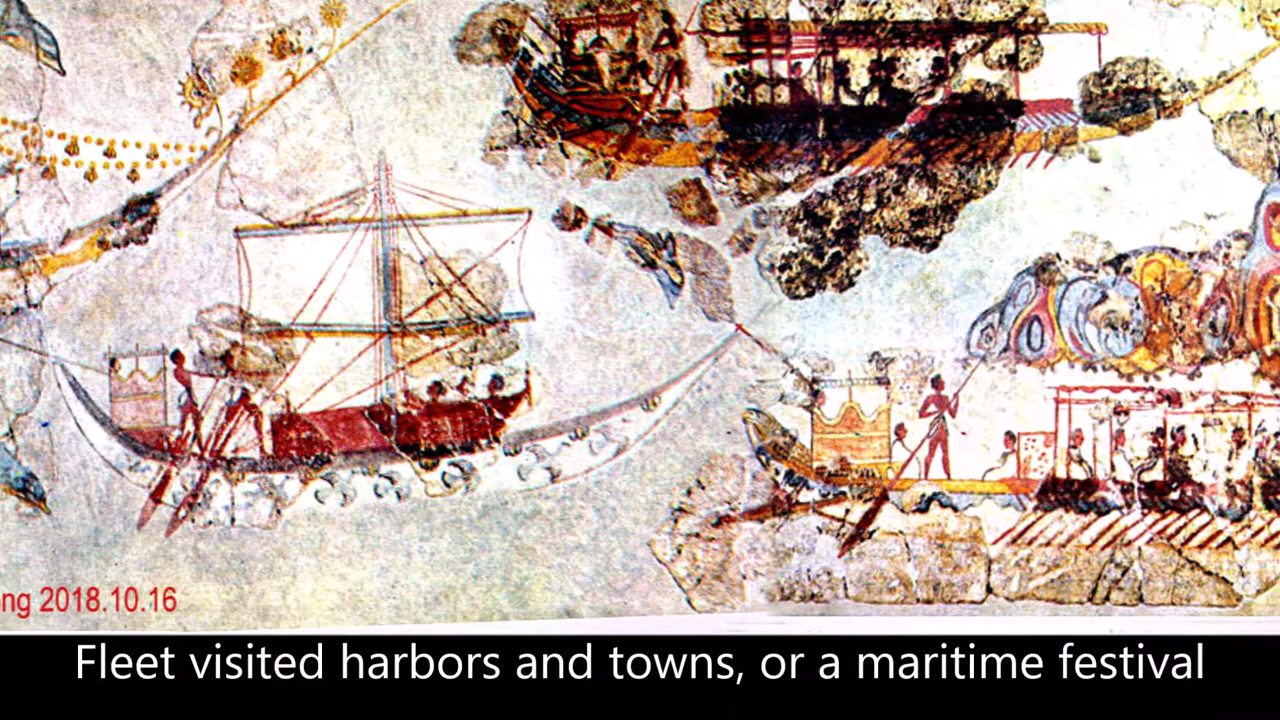 ng 2018.10.16
Fleet visited harbors and towns, or a maritime festival